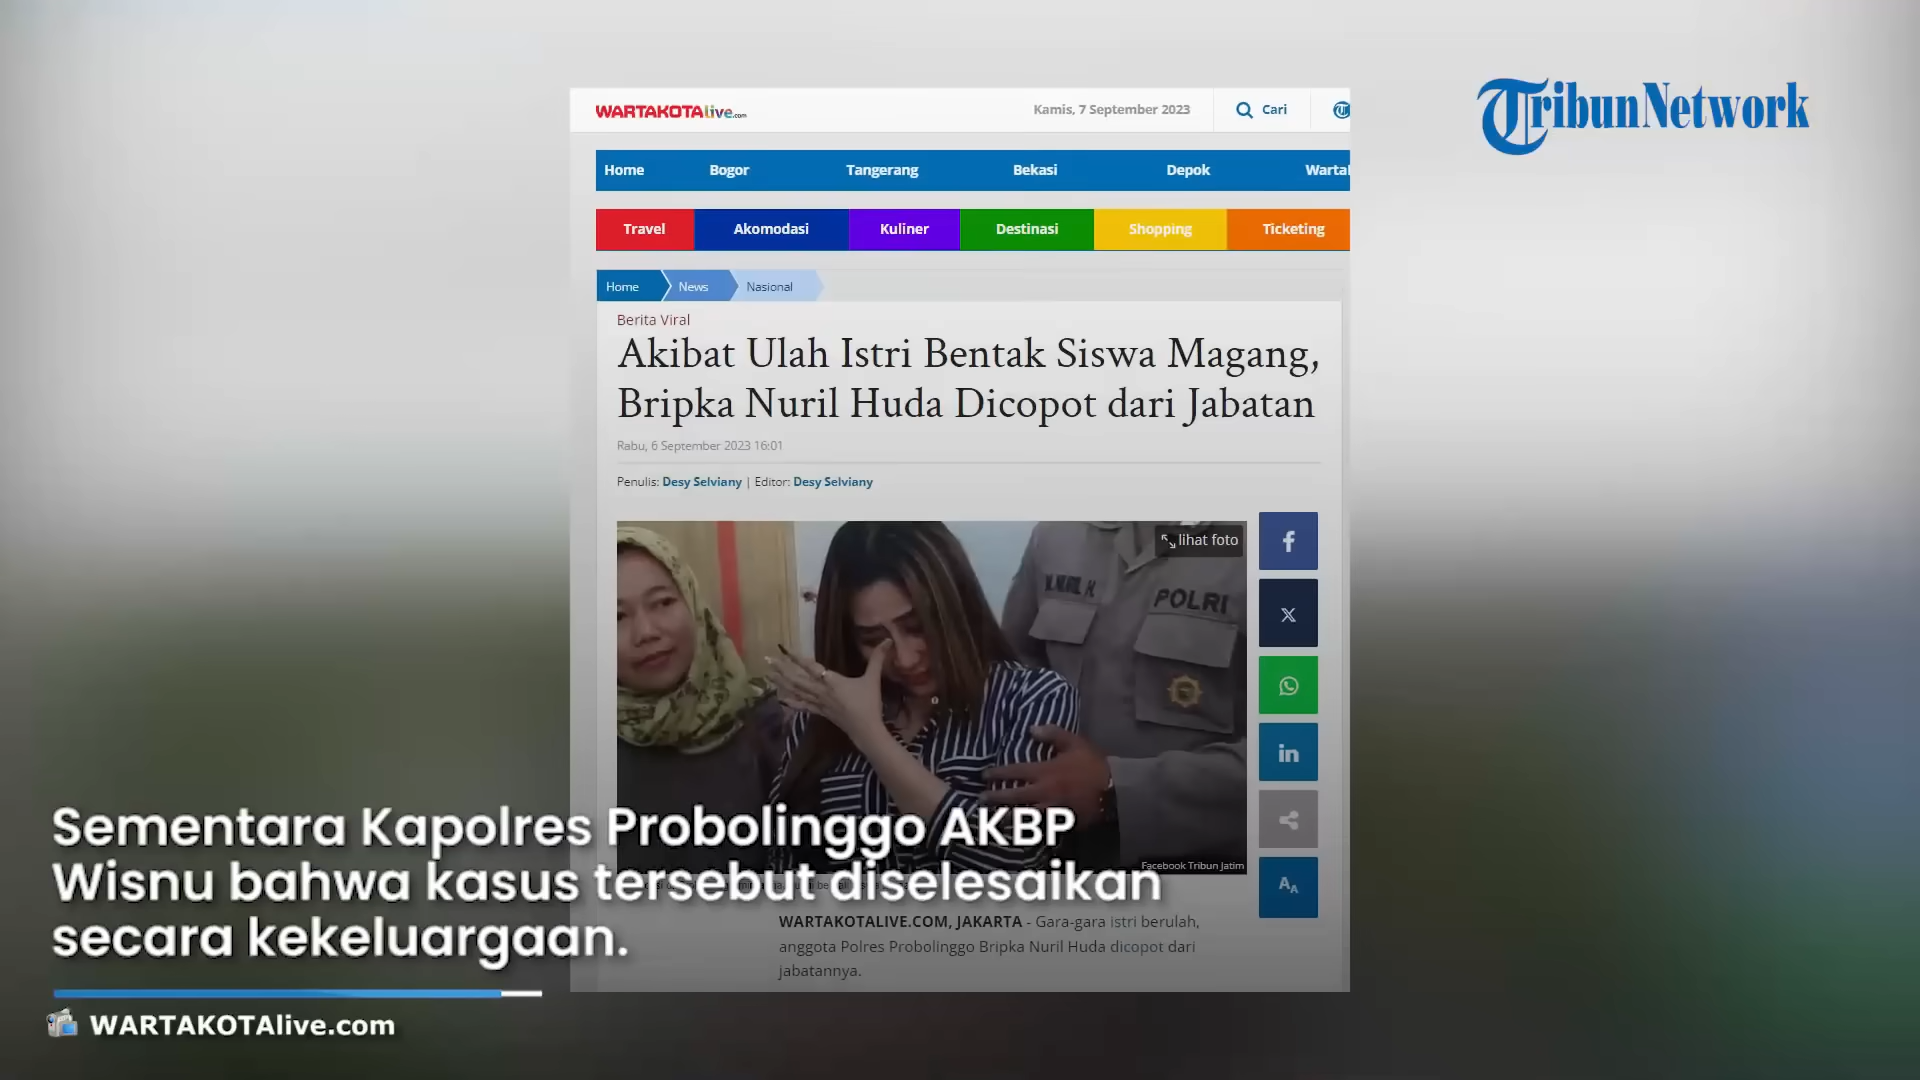 TribunNetwork
WARTAKOTAlive.com
Kamis, 7 September 2023
Cari
Home Bogor Tangerang Bekasi Depok Warta
Travel Akomodasi Kuliner Destinasi Shopping Ticketing
Home News Nasional
Berita Viral
Akibat Ulah Istri Bentak Siswa Magang,
Bripka Nuril Huda Dicopot dari Jabatan
Rabu, 6 September 2023 16:01
Penulis: Desy Selviany | Editor: Desy Selviany
lihat foto
POLRI
Facebook Tribun Jatim
WARTAKOTALIVE.COM, JAKARTA - Gara-gara istri berulah,
anggota Polres Probolinggo Bripka Nuril Huda dicopot dari
jabatannya.
Sementara Kapolres Probolinggo AKBP
Wisnu bahwa kasus tersebut diselesaikan
secara kekeluargaan.
WARTAKOTAlive.com